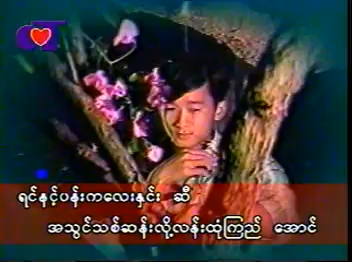 ရင်နင့်ပန်းကလေးနှင်း ဆီ
အသွင်သစ်ဆန်းလို့လန်းထုံကြည် အောင်